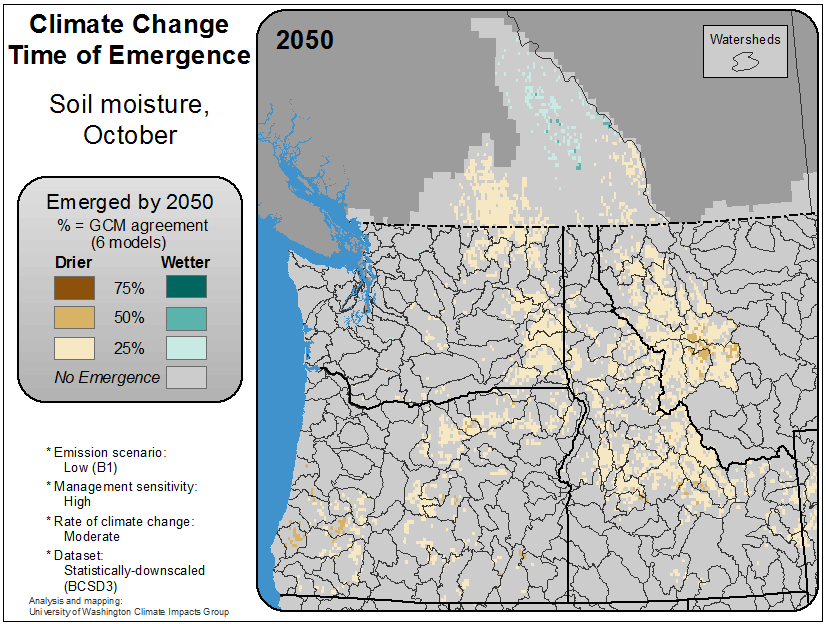 Climate Change
Time of Emergence
Soil moisture,
October
Emerged by 2050
% = GCM agreement
(6 models)
Drier Wetter
75%
50%
25%
No Emergence
* Emission scenario:
Low (B1)
* Management sensitivity:
High
* Rate of climate change:
Moderate
* Dataset:
Statistically-downscaled
(BCSD3)
Analysis and mapping:
University of Washington Climate Impacts Group
2050
Watersheds